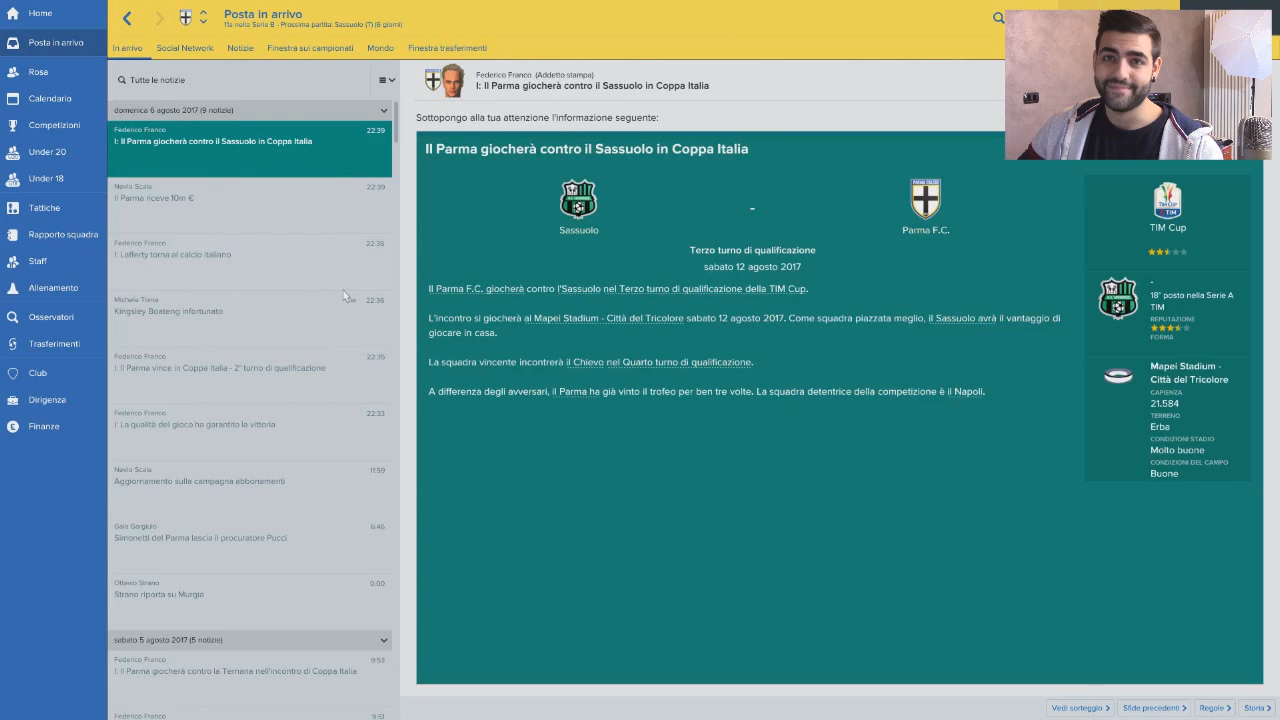 Home
Posta in arrivo
Rosa
Calendario
Competizioni
Under 20
Under 18
Tattiche
Rapporto squadra
Staff
Allenamento
Osservatori
Trasferimenti
Club
Dirigenza
Finanze
Posta in arrivo
11a nella Serie B - Prossima partita: Sassuolo (T) (6 giorni)
In arrivo
Social Network
Notizie
Finestra sui campionati
Mondo
Finestra trasferimenti
Tutte le notizie
domenica 6 agosto 2017 (9 notizie)
Federico Franco 22:39
I: Il Parma giocherà contro il Sassuolo in Coppa Italia
Nevio Scala 22:39
Il Parma riceve 10m €
Federico Franco 22:36
I: Lafferty torna al calcio italiano
Michele Toma 22:36
Kingsley Boateng infortunato
Federico Franco 22:35
I: Il Parma vince in Coppa Italia - 2° turno di qualificazione
Federico Franco 22:33
I: La qualità del gioco ha garantito la vittoria
Nevio Scala 11:59
Aggiornamento sulla campagna abbonamenti
Gaia Gargiulo 6:46
Simonetti del Parma lascia il procuratore Pucci
Ottavio Strano 0:00
Strano riporta su Murgia
sabato 5 agosto 2017 (5 notizie)
Federico Franco 9:53
I: Il Parma giocherà contro la Ternana nell'incontro di Coppa Italia
Federico Franco 9:51
Federico Franco (Addetto stampa)
I: Il Parma giocherà contro il Sassuolo in Coppa Italia
Sottopongo alla tua attenzione l'informazione seguente:
Il Parma giocherà contro il Sassuolo in Coppa Italia
Sassuolo
-
Parma F.C.
Terzo turno di qualificazione
sabato 12 agosto 2017
Il Parma F.C. giocherà contro l'Sassuolo nel Terzo turno di qualificazione della TIM Cup.
L'incontro si giocherà al Mapei Stadium - Città del Tricolore sabato 12 agosto 2017. Come squadra piazzata meglio, il Sassuolo avrà il vantaggio di
giocare in casa.
La squadra vincente incontrerà il Chievo nel Quarto turno di qualificazione.
A differenza degli avversari, il Parma ha già vinto il trofeo per ben tre volte. La squadra detentrice della competizione è il Napoli.
TIM CUP
TIM
TIM Cup
-
18° posto nella Serie A
TIM
REPUTAZIONE
FORMA
Mapei Stadium -
Città del Tricolore
CAPIENZA
21.584
TERRENO
Erba
CONDIZIONI STADIO
Molto buone
CONDIZIONI DEL CAMPO
Buone
Vedi sorteggio
Sfide precedenti
Regole
Storia